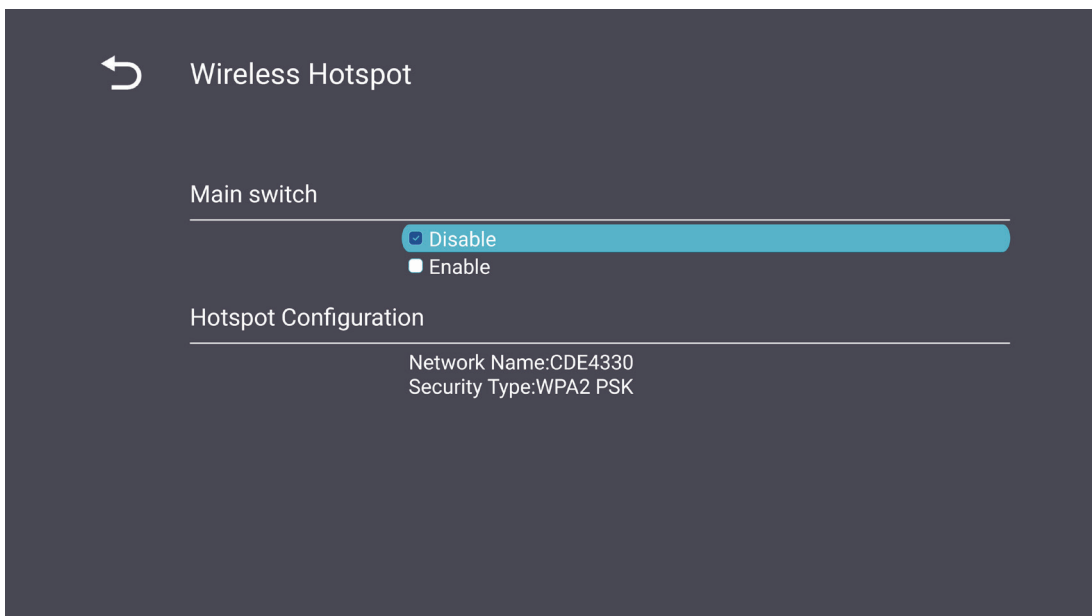 Wireless Hotspot
Main switch
Disable
Enable
Hotspot Configuration
Network Name:CDE4330
Security Type:WPA2 PSK